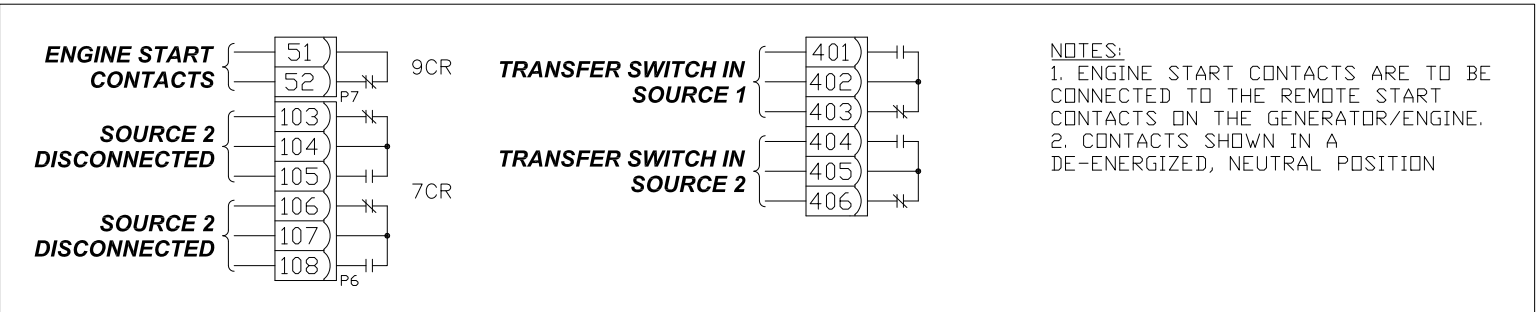 ENGINE START
CONTACTS
51
52
P7
9CR
SOURCE 2
DISCONNECTED
103
104
105
7CR
SOURCE 2
DISCONNECTED
106
107
108
P6
TRANSFER SWITCH IN
SOURCE 1
401
402
403
TRANSFER SWITCH IN
SOURCE 2
404
405
406
NOTES:
1. ENGINE START CONTACTS ARE TO BE
CONNECTED TO THE REMOTE START
CONTACTS ON THE GENERATOR/ENGINE.
2. CONTACTS SHOWN IN A
DE-ENERGIZED, NEUTRAL POSITION